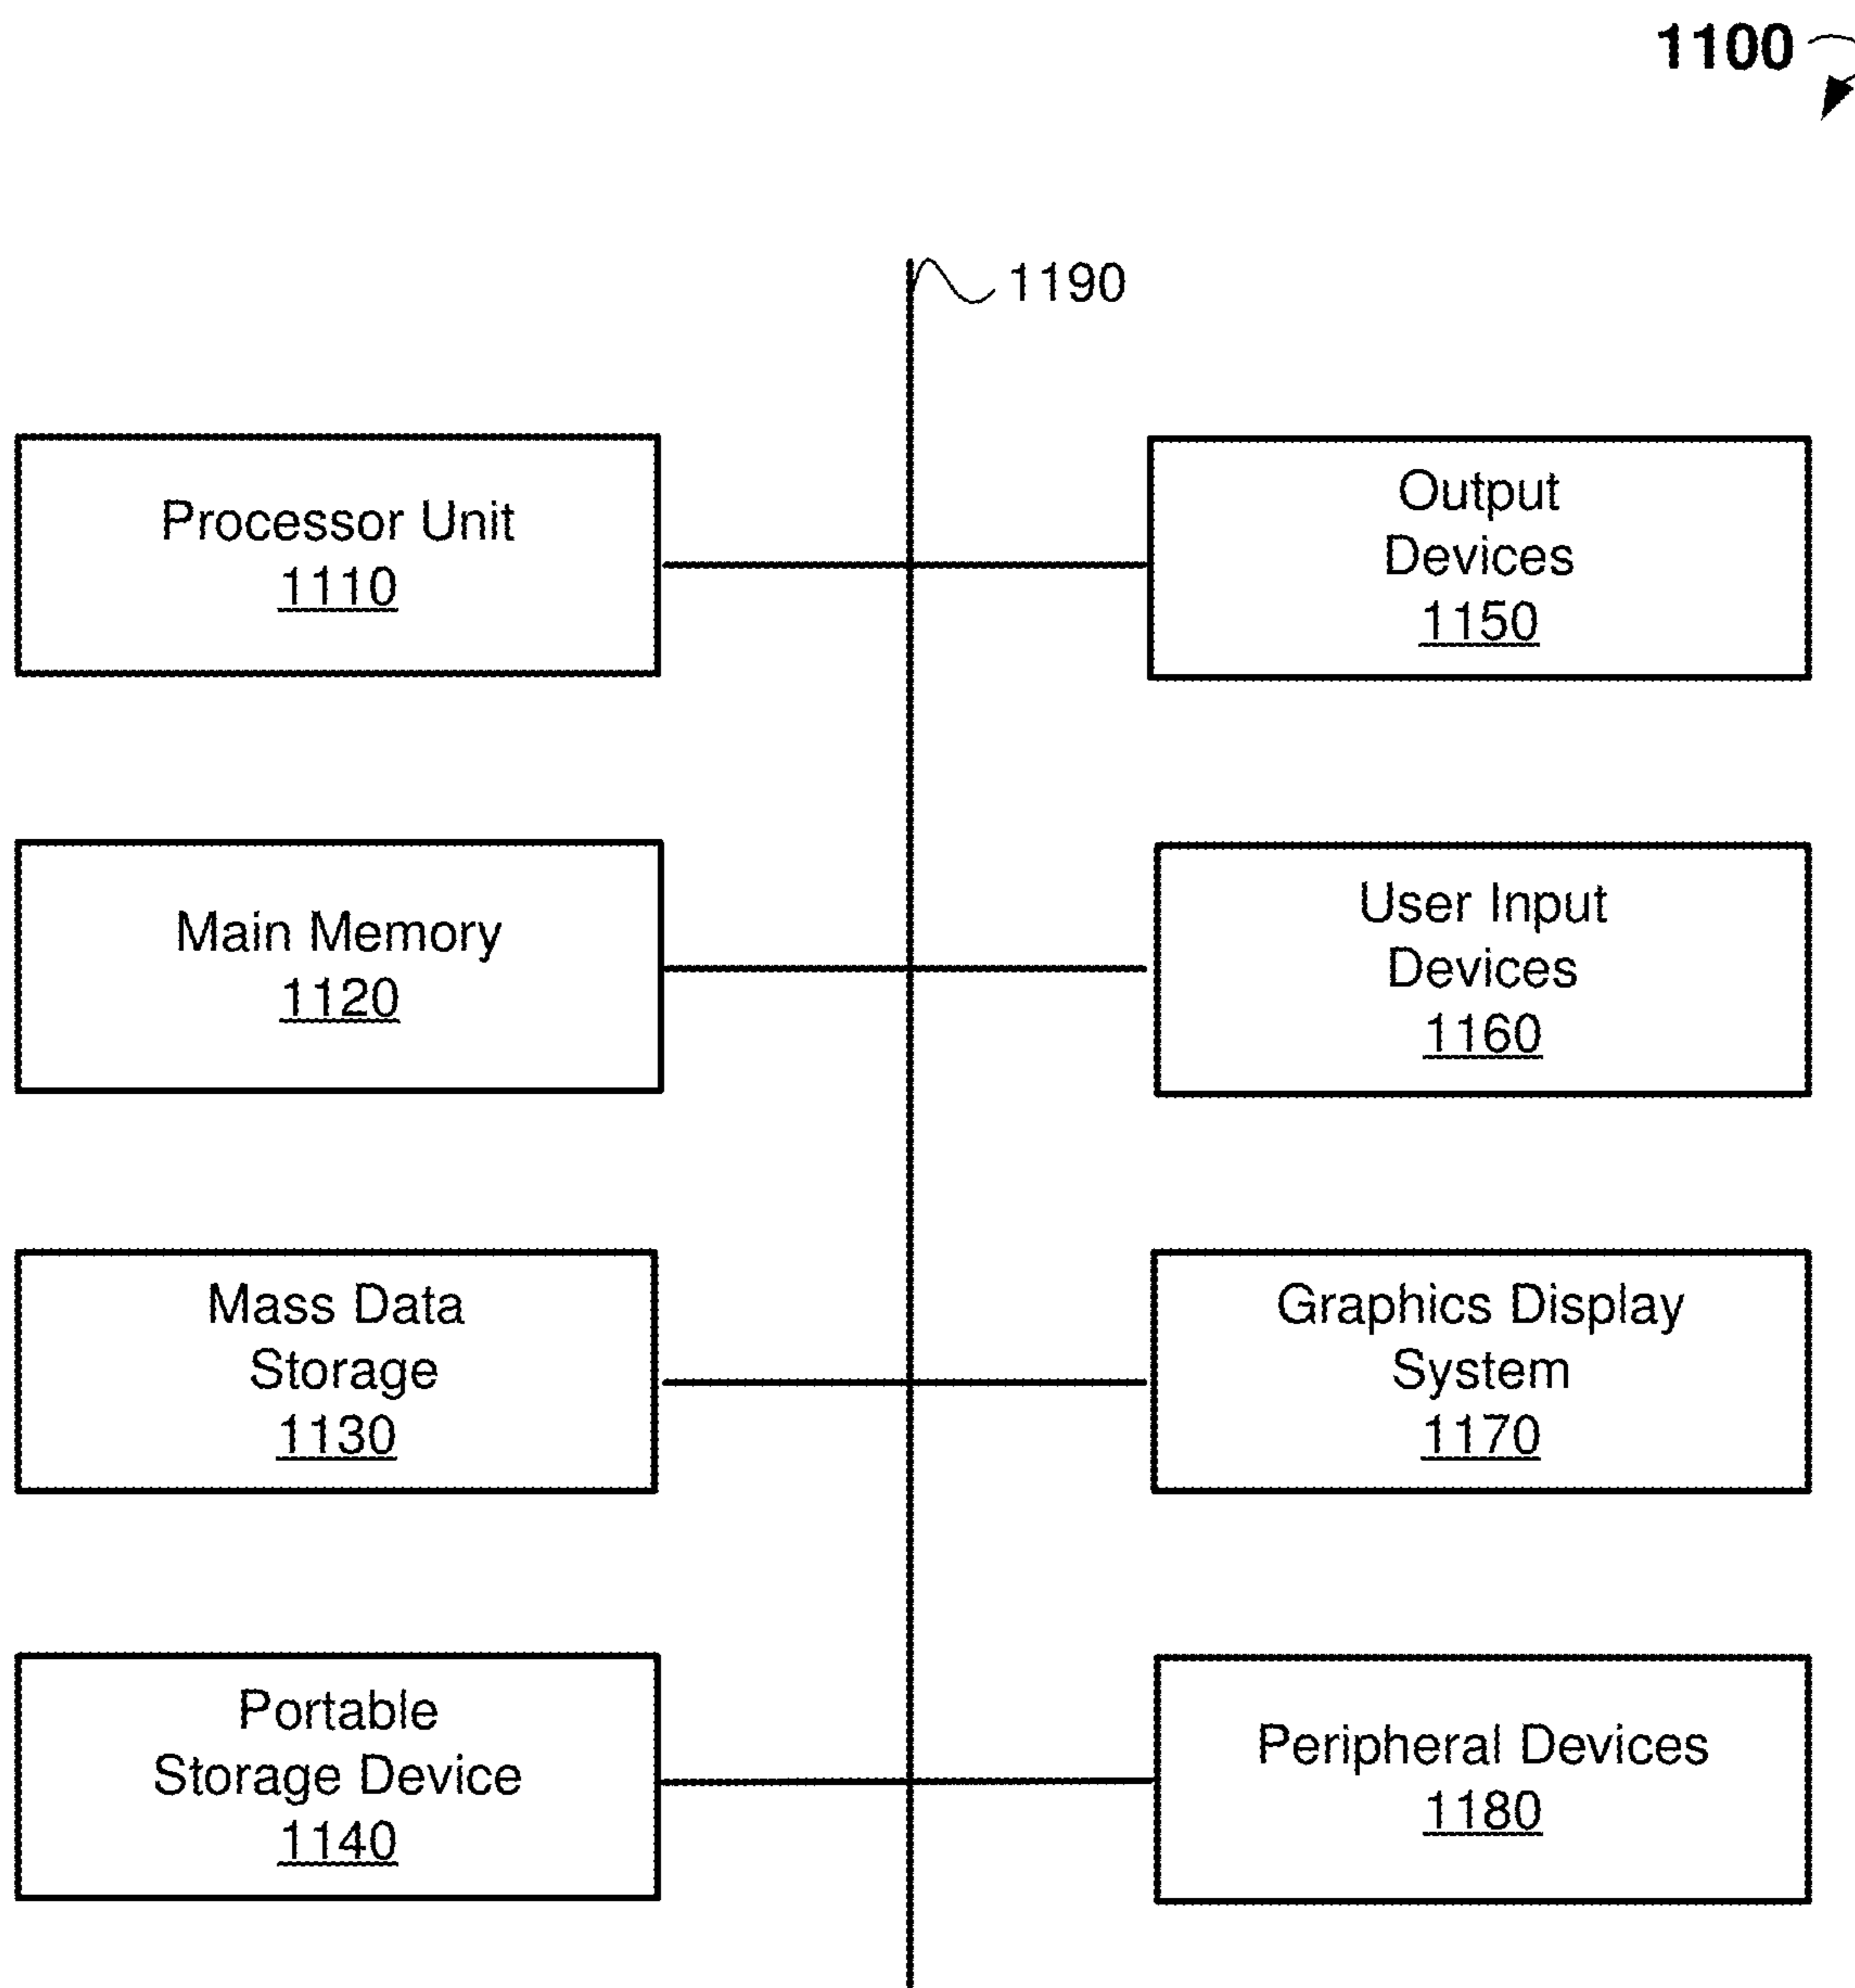 1100
1190
Processor Unit
1110
Output
Devices
1150
Main Memory
1120
User Input
Devices
1160
Mass Data
Storage
1130
Graphics Display
System
1170
Portable
Storage Device
1140
Peripheral Devices
1180